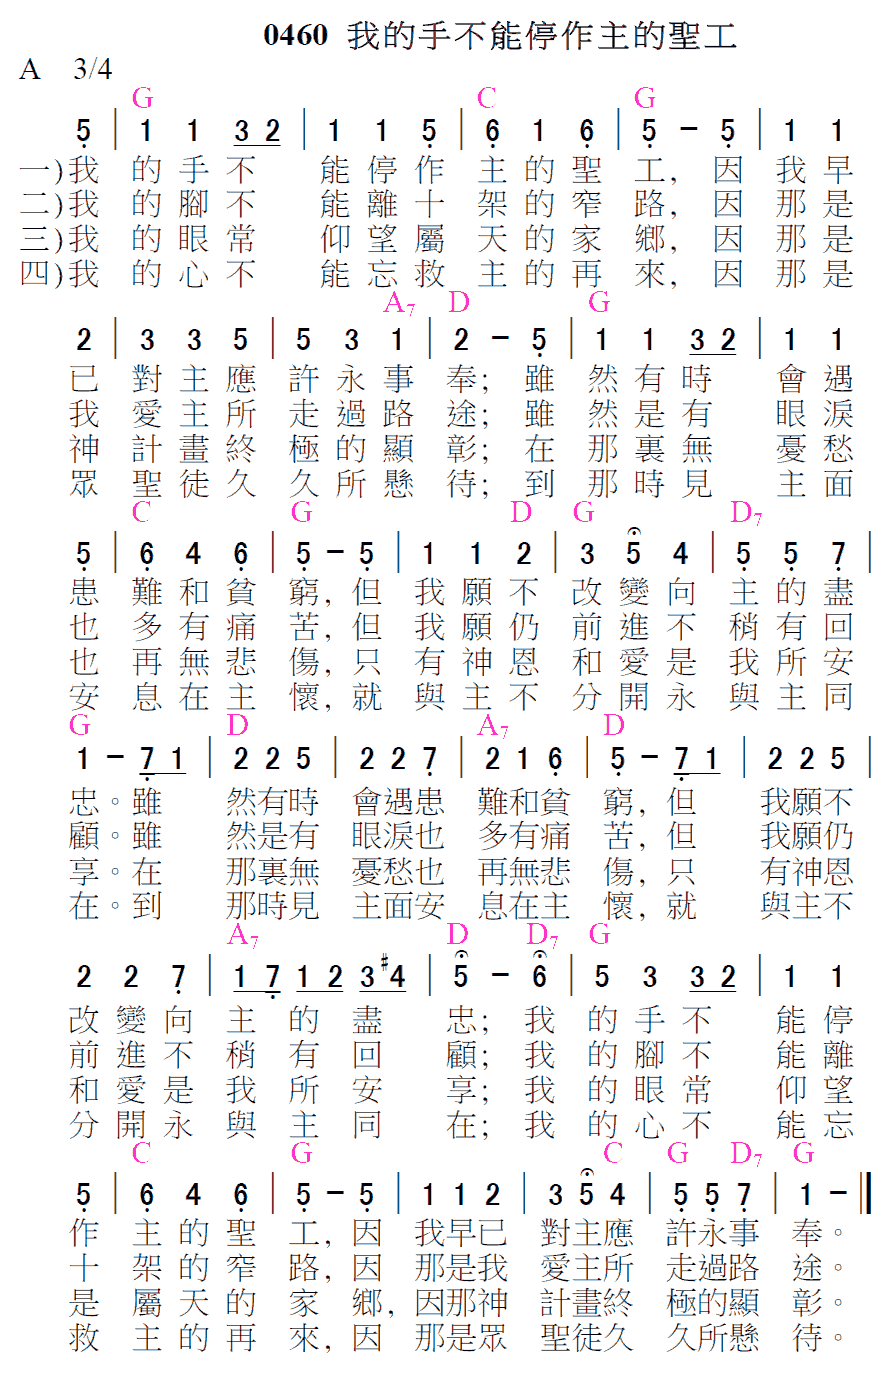 0460 我的手不能停作主的聖工
A 3/4
G C G
5̣ | 1 1 3 2 | 1 1 5̣ | 6̣ 1 6̣ | 5̣ – 5̣ | 1 1
一)我 的手不 能停作 主的聖 工, 因 我早
二)我 的腳不 能離十 架的窄 路, 因 那是
三)我 的眼常 仰望屬 天的家 鄉, 因 那是
四)我 的心不 能忘救 主的再 來, 因 那是
A7 D G
2 | 3 3 5 | 5 3 1 | 2 – 5̣ | 1 1 3 2 | 1 1
已 對主應 許永事 奉; 雖 然有時 會遇
我 愛主所 走過路 途; 雖 然是有 眼淚
神 計畫終 極的顯 彰; 在 那裏無 憂愁
眾 聖徒久 久所懸 待; 到 那時見 主面
C G D G D7
5̣ | 6̣ 4 6̣ | 5̣ – 5̣ | 1 1 2 | 3 5̣ 4 | 5̣ 5̣ 7̣ |
患 難和貧 窮, 但 我願不 改變向 主的盡
也 多有痛 苦, 但 我願仍 前進不 稍有回
也 再無悲 傷, 只 有神恩 和愛是 我所安
安 息在主 懷, 就 與主不 分開永 與主同
G D A7 D
1 – 7̣ 1 | 2 2 5 | 2 2 7̣ | 2 1 6̣ | 5̣ – 7̣ 1 | 2 2 5 |
忠。雖 然有時 會遇患 難和貧 窮, 但 我願不
顧。雖 然是有 眼淚也 多有痛 苦, 但 我願仍
享。在 那裏無 憂愁也 再無悲 傷, 只 有神恩
在。到 那時見 主面安 息在主 懷, 就 與主不
A7 D D7 G
2 2 7̣ | 1 7̣ 1 2 3 #4 | 5̣ – 6̣ | 5 3 3 2 | 1 1
改變向 主的盡 忠; 我 的手不 能停
前進不 稍有回 顧; 我 的腳不 能離
和愛是 我所安 享; 我 的眼常 仰望
分開永 與主同 在; 我 的心不 能忘
C G C G D7 G
5̣ | 6̣ 4 6̣ | 5̣ – 5̣ | 1 1 2 | 3 5̣ 4 | 5̣ 5̣ 7̣ | 1 – ‖
作 主的聖 工, 因 我早已 對主應 許永事 奉。
十 架的窄 路, 因 那是我 愛主所 走過路 途。
是 屬天的 家 鄉, 因那神 計畫終 極的顯 彰。
救 主的再 來, 因 那是眾 聖徒久 久所懸 待。